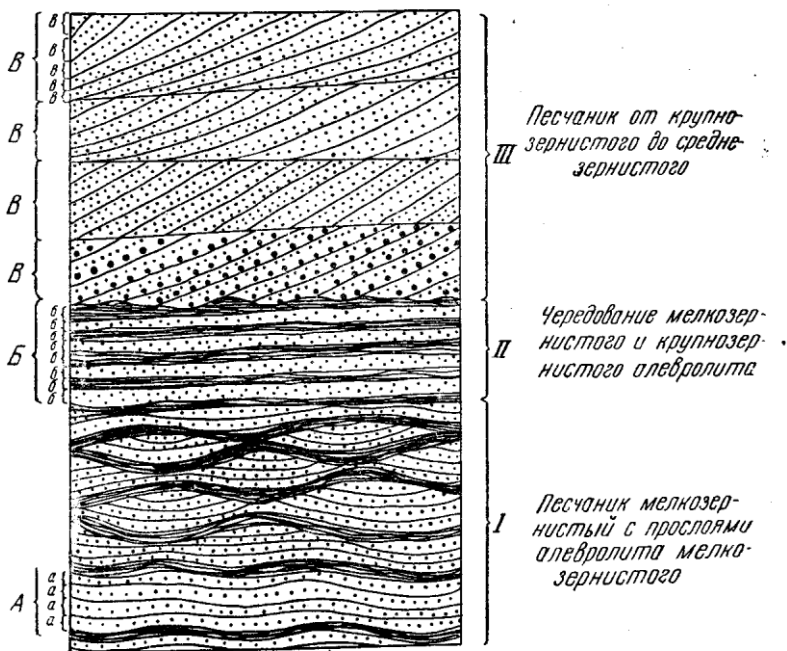 В
в
в
в
в
в
В
В
В
III
Песчаник от крупно-
зернистого до средне-
зернистого
Б
б
б
б
б
б
б
б
II
Чередование мелкозер-
нистого и крупнозер-
нистого алевролита
I
Песчаник мелкозер-
нистый с прослоями
алевролита мелко-
зернистого
А
а
а
а
а